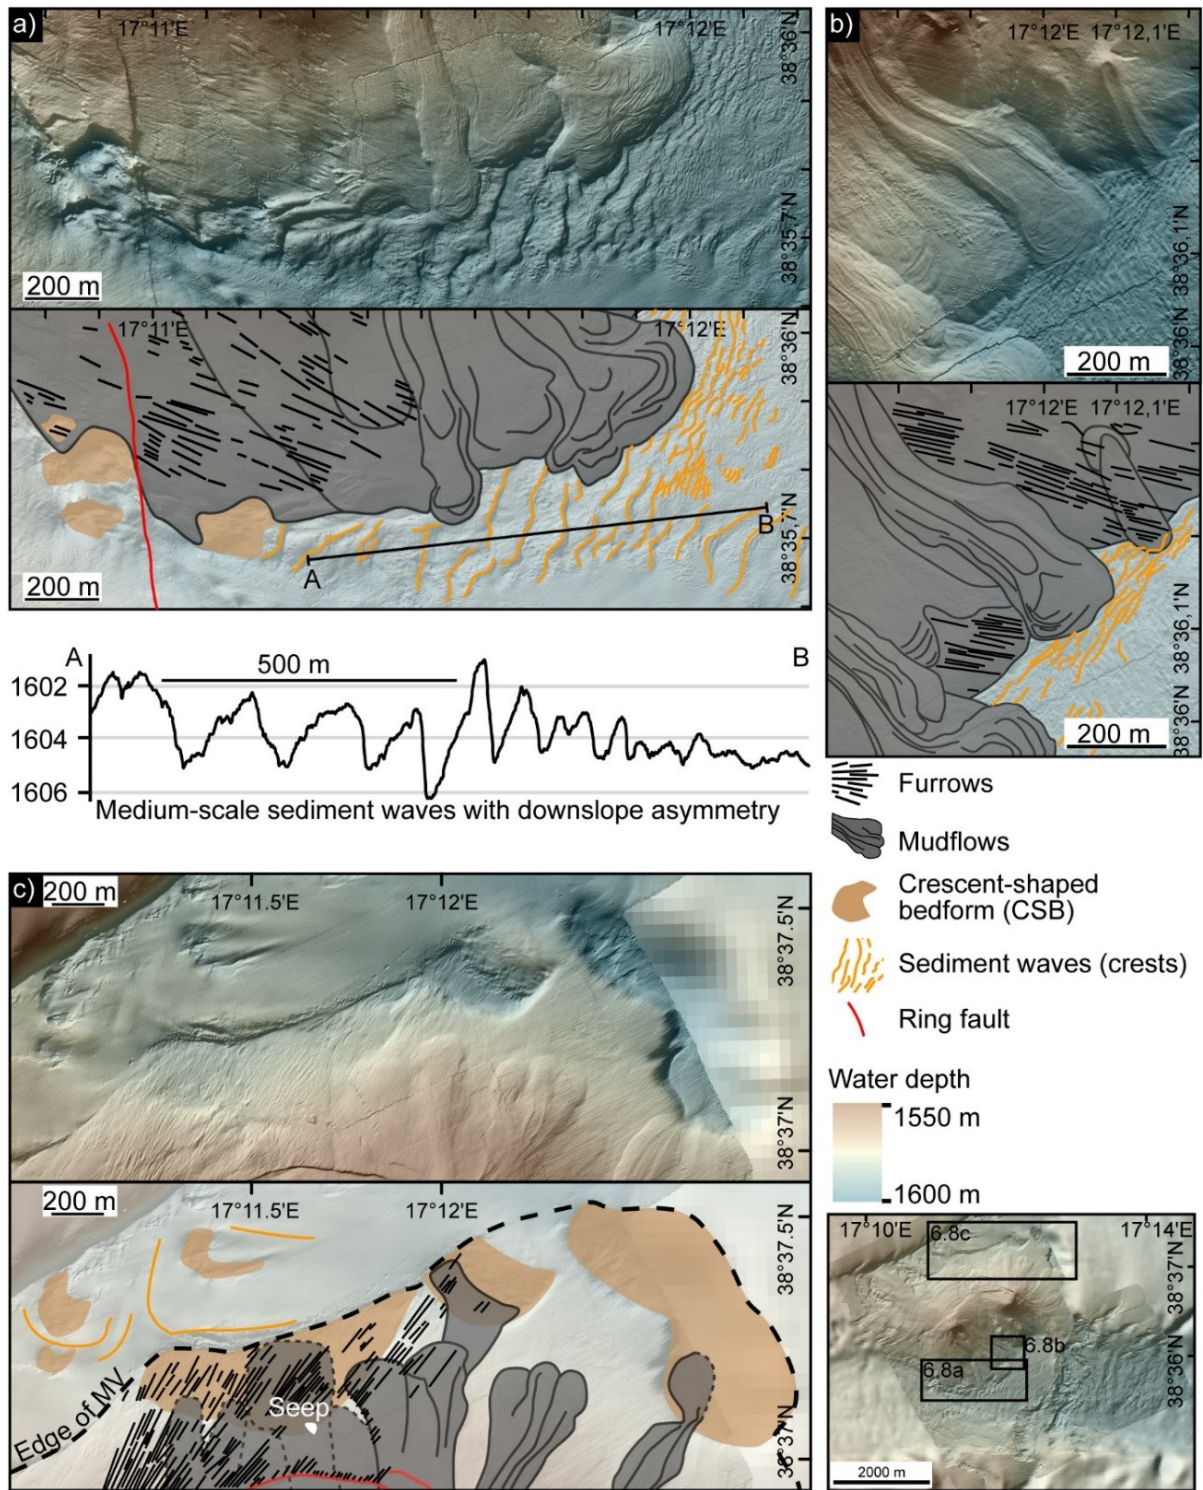 a)
17°11'E
17°12'E
38°36'N
38°35.7'N
200 m
17°11'E
17°12'E
38°36'N
38°35.7'N
A
B
200 m
A
B
500 m
1602
1604
1606
Medium-scale sediment waves with downslope asymmetry
b)
17°12'E 17°12,1'E
38°36.1'N
38°36'N
200 m
17°12'E 17°12,1'E
38°36,1'N
38°36'N
200 m
Furrows
Mudflows
Crescent-shaped
bedform (CSB)
Sediment waves (crests)
Ring fault
Water depth
1550 m
1600 m
c)
200 m
17°11.5'E
17°12'E
38°37.5'N
38°37'N
200 m
17°11.5'E
17°12'E
38°37.5'N
38°37'N
Edge of MV
Seep
17°10'E
17°14'E
6.8c
38°37'N
6.8b
38°36'N
6.8a
2000 m